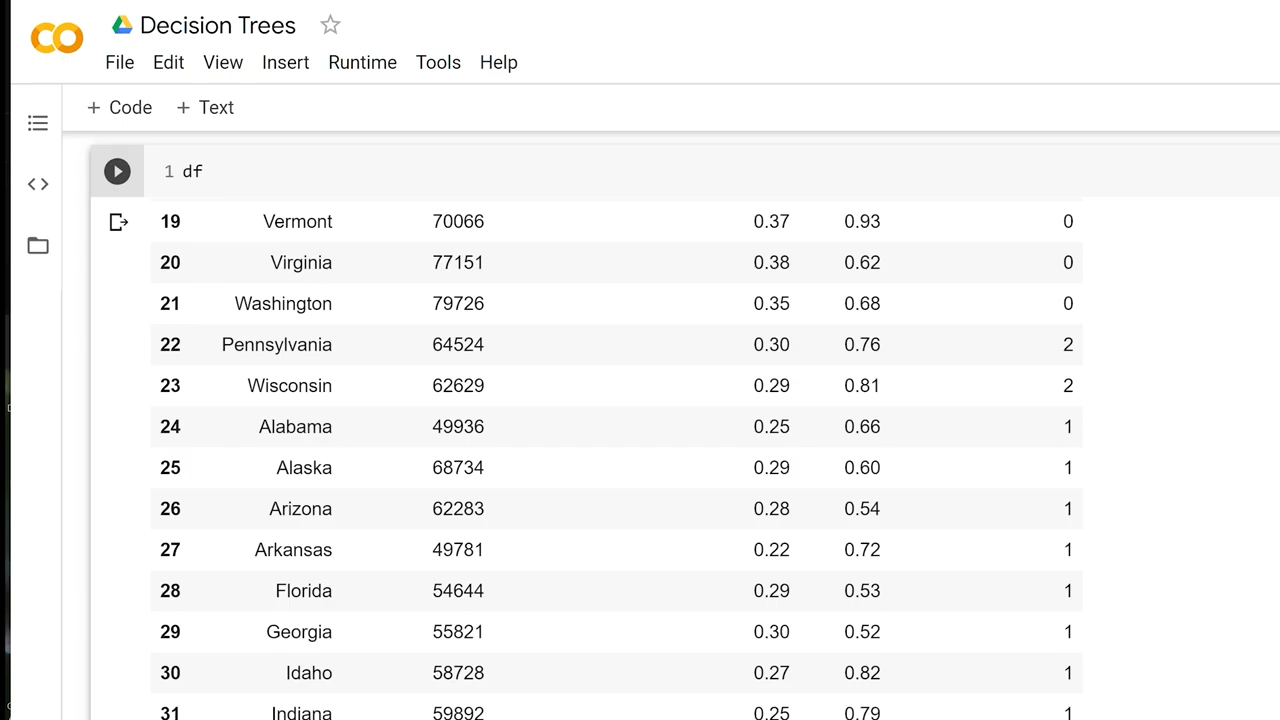 Decision Trees
File Edit View Insert Runtime Tools Help
+ Code + Text
1 df
19 Vermont 70066 0.37 0.93 0
20 Virginia 77151 0.38 0.62 0
21 Washington 79726 0.35 0.68 0
22 Pennsylvania 64524 0.30 0.76 2
23 Wisconsin 62629 0.29 0.81 2
24 Alabama 49936 0.25 0.66 1
25 Alaska 68734 0.29 0.60 1
26 Arizona 62283 0.28 0.54 1
27 Arkansas 49781 0.22 0.72 1
28 Florida 54644 0.29 0.53 1
29 Georgia 55821 0.30 0.52 1
30 Idaho 58728 0.27 0.82 1
31 Indiana 59892 0.25 0.79 1